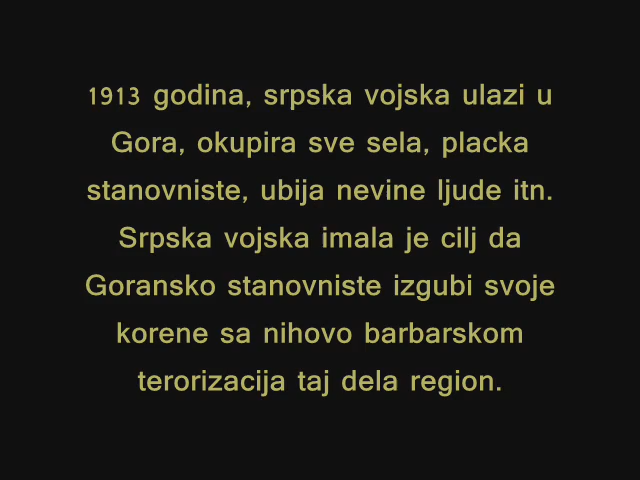 1913 godina, srpska vojska ulazi u
Gora, okupira sve sela, placka
stanovniste, ubija nevine ljude itn.
Srpska vojska imala je cilj da
Goransko stanovniste izgubi svoje
korene sa nihovo barbarskom
terorizacija taj dela region.